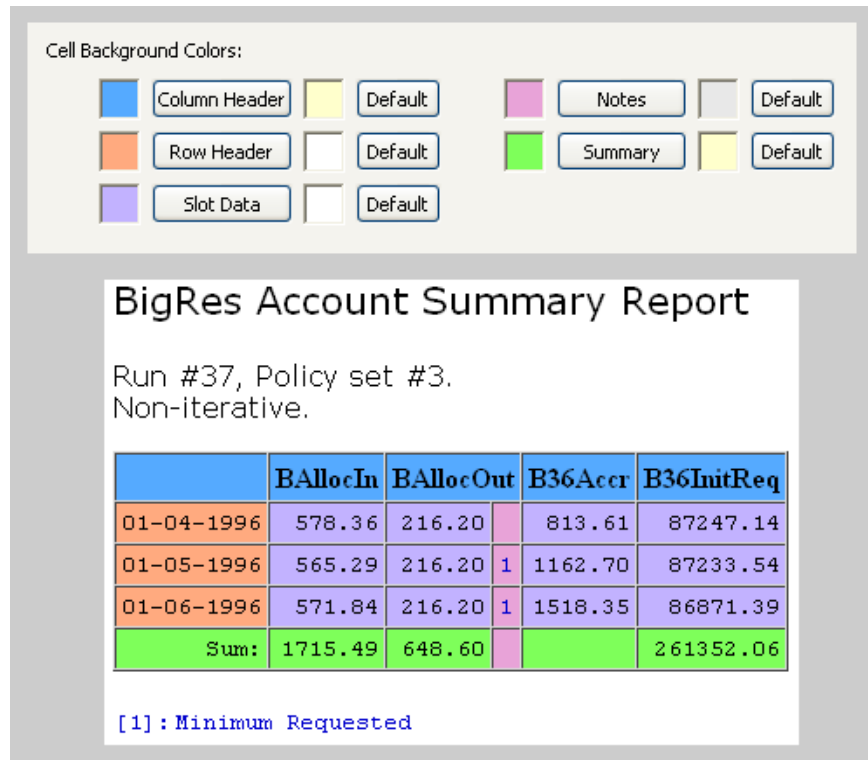 Cell Background Colors:
Column Header Default Notes Default
Row Header Default Summary Default
Slot Data Default
BigRes Account Summary Report
Run #37, Policy set #3.
Non-iterative.
BAllocIn BAllocOut B36Accr B36InitReq
01-04-1996 578.36 216.20 813.61 87247.14
01-05-1996 565.29 216.20 1 1162.70 87233.54
01-06-1996 571.84 216.20 1 1518.35 86871.39
Sum: 1715.49 648.60 261352.06
[1]: Minimum Requested